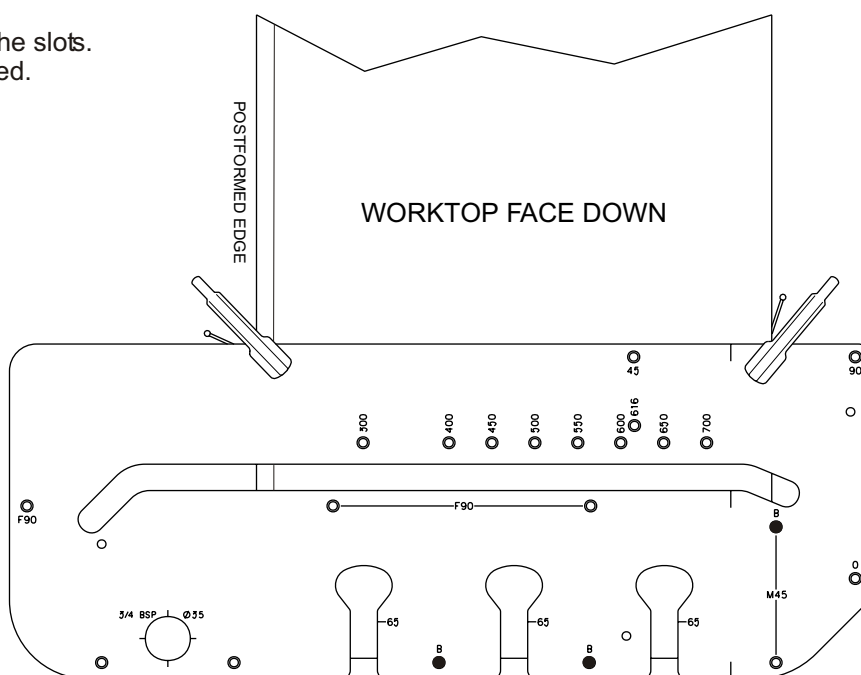 he slots.
ed.
POSTFORMED EDGE
WORKTOP FACE DOWN
45
90
300
400
450
500
550
600
616
650
700
F90
F90
B
0
M45
3/4 BSP Ø35
65
65
65
B
B